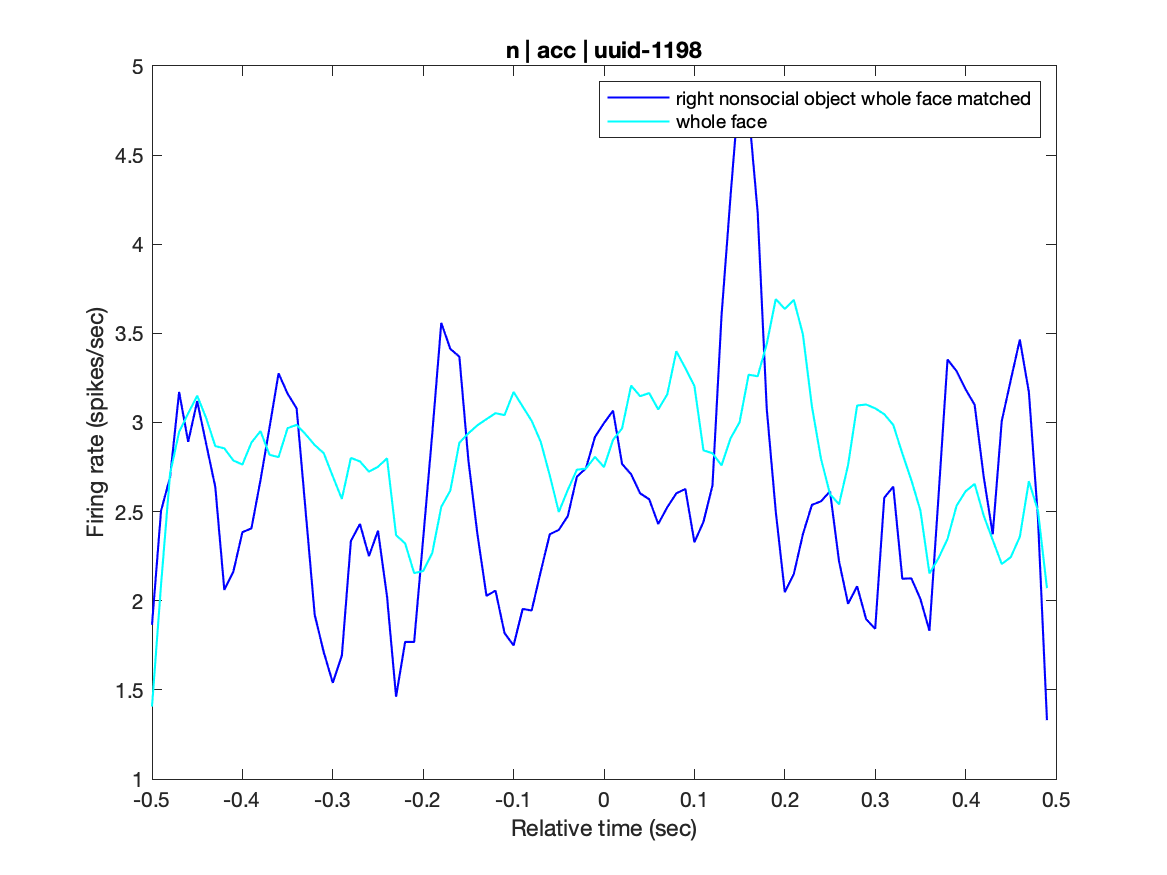 n | acc | uuid-1198
5
right nonsocial object whole face matched
whole face
4.5
4
3.5
3
2.5
2
1.5
1
Firing rate (spikes/sec)
-0.5 -0.4 -0.3 -0.2 -0.1 0 0.1 0.2 0.3 0.4 0.5
Relative time (sec)